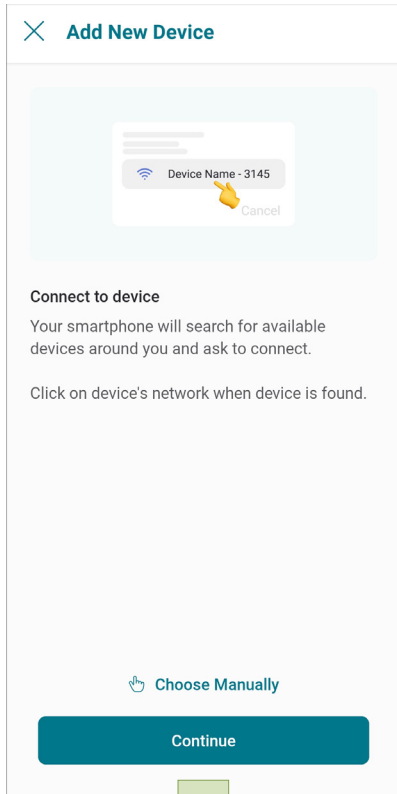 Add New Device
Device Name - 3145
Cancel
Connect to device
Your smartphone will search for available
devices around you and ask to connect.
Click on device's network when device is found.
Choose Manually
Continue